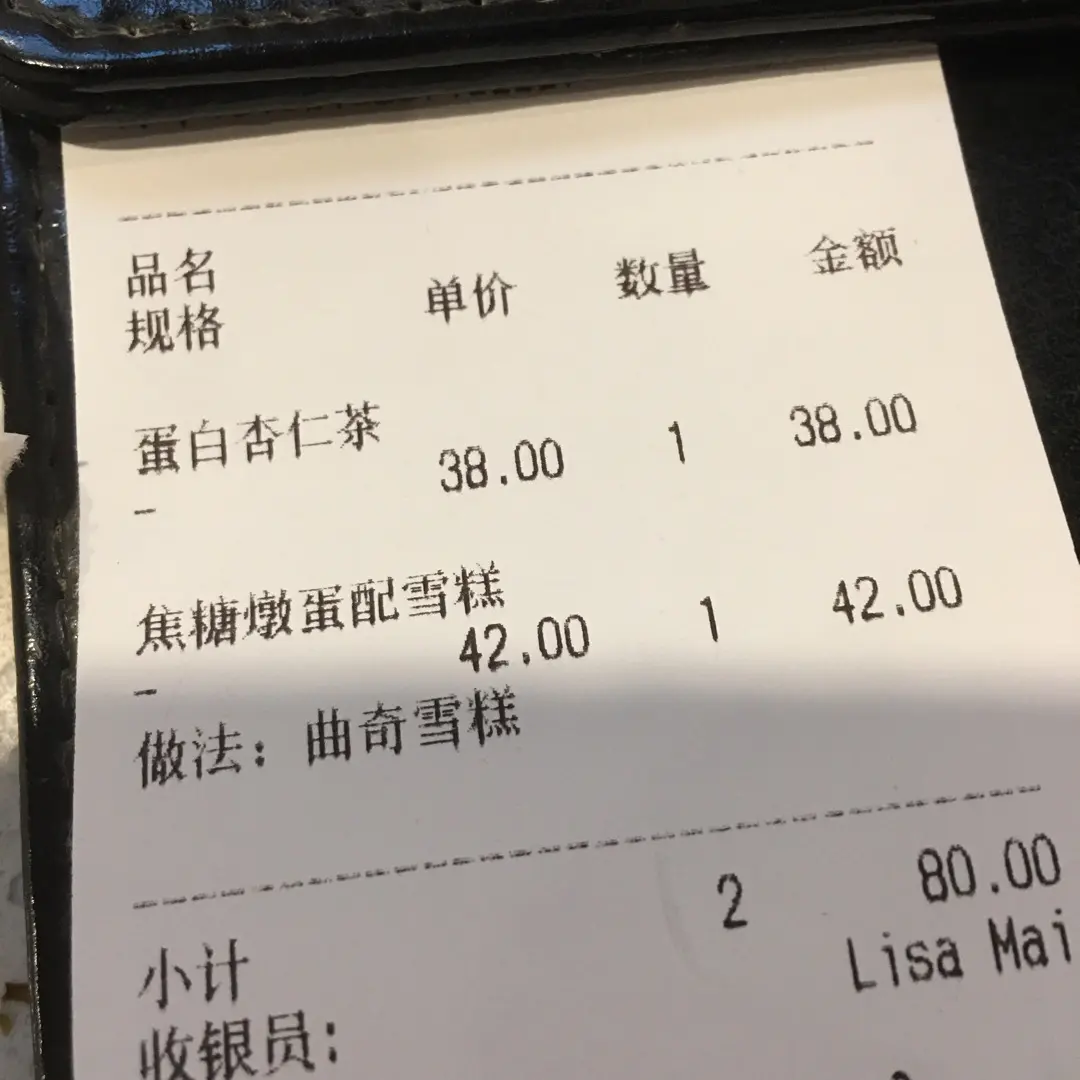 品名 单价 数量 金额
规格
蛋白杏仁茶
38.00 1 38.00
-
焦糖燉蛋配雪糕
42.00 1 42.00
-
做法：曲奇雪糕
小计 2 80.00
收银员： Lisa Mai